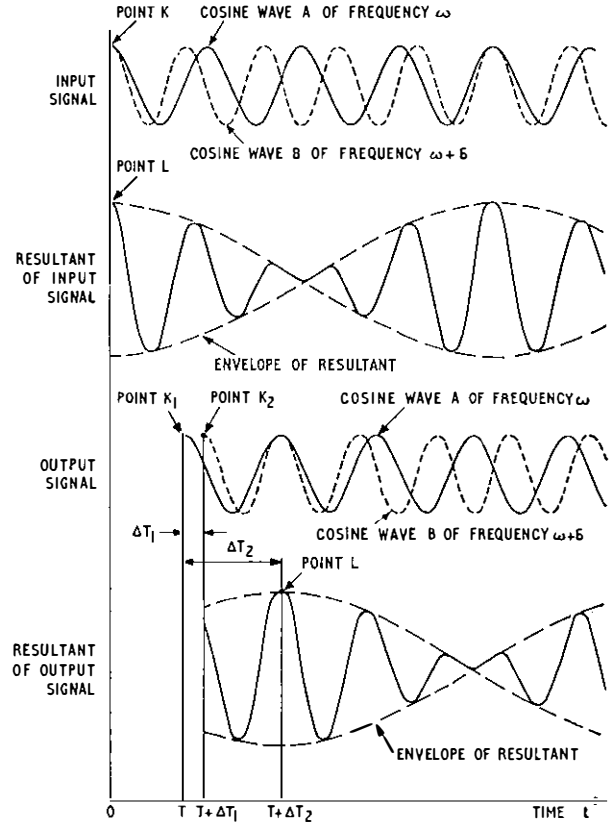 POINT K
COSINE WAVE A OF FREQUENCY ω
INPUT
SIGNAL
COSINE WAVE B OF FREQUENCY ω + δ
POINT L
RESULTANT
OF INPUT
SIGNAL
ENVELOPE OF RESULTANT
POINT K₁
POINT K₂
COSINE WAVE A OF FREQUENCY ω
OUTPUT
SIGNAL
COSINE WAVE B OF FREQUENCY ω+δ
ΔT₁
ΔT₂
POINT L
RESULTANT
OF OUTPUT
SIGNAL
ENVELOPE OF RESULTANT
0 T T+ΔT₁ T+ΔT₂ TIME t